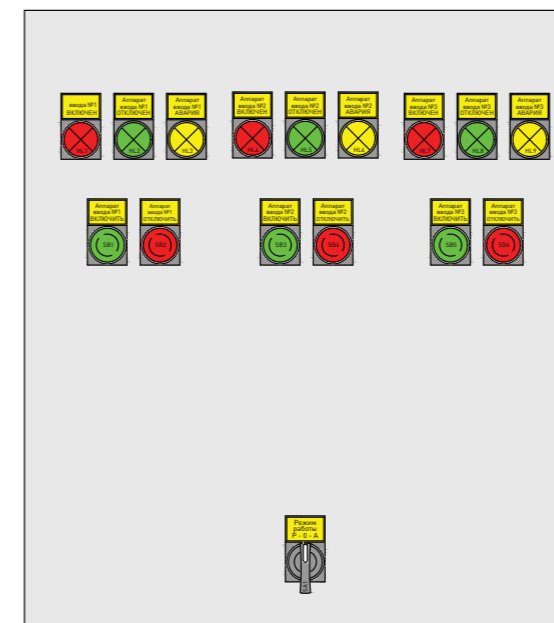 ввода №1
ВКЛЮЧЕН
HL1
Аппарат
ввода №1
ОТКЛЮЧЕН
HL2
Аппарат
ввода №1
АВАРИЯ
HL3
Аппарат
ввода №2
ВКЛЮЧЕН
HL4
Аппарат
ввода №2
ОТКЛЮЧЕН
HL5
Аппарат
ввода №2
АВАРИЯ
HL6
Аппарат
ввода №3
ВКЛЮЧЕН
HL7
Аппарат
ввода №3
ОТКЛЮЧЕН
HL8
Аппарат
ввода №3
АВАРИЯ
HL9
Аппарат
ввода №1
ВКЛЮЧИТЬ
SB1
Аппарат
ввода №1
ОТКЛЮЧИТЬ
SB2
Аппарат
ввода №2
ВКЛЮЧИТЬ
SB3
Аппарат
ввода №2
ОТКЛЮЧИТЬ
SB4
Аппарат
ввода №3
ВКЛЮЧИТЬ
SB5
Аппарат
ввода №3
ОТКЛЮЧИТЬ
Режим
работы
Р - 0 - А
SA1